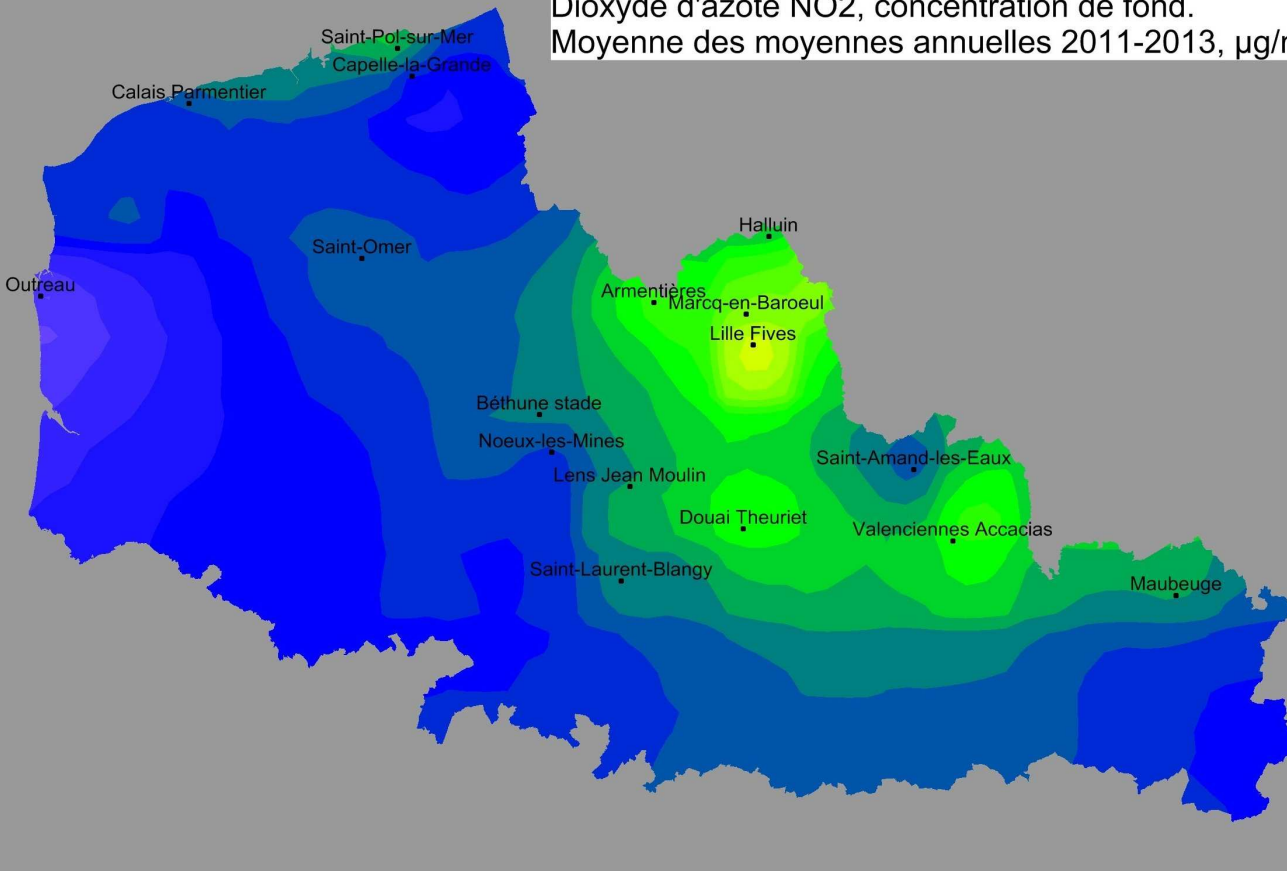 Dioxyde d'azote NO2, concentration de fond.
Moyenne des moyennes annuelles 2011-2013, µg/
Saint-Pol-sur-Mer
Capelle-la-Grande
Calais Parmentier
Halluin
Saint-Omer
Outreau
Armentières
Marcq-en-Baroeul
Lille Fives
Béthune stade
Noeux-les-Mines
Saint-Amand-les-Eaux
Lens Jean Moulin
Douai Theuriet
Valenciennes Accacias
Saint-Laurent-Blangy
Maubeuge